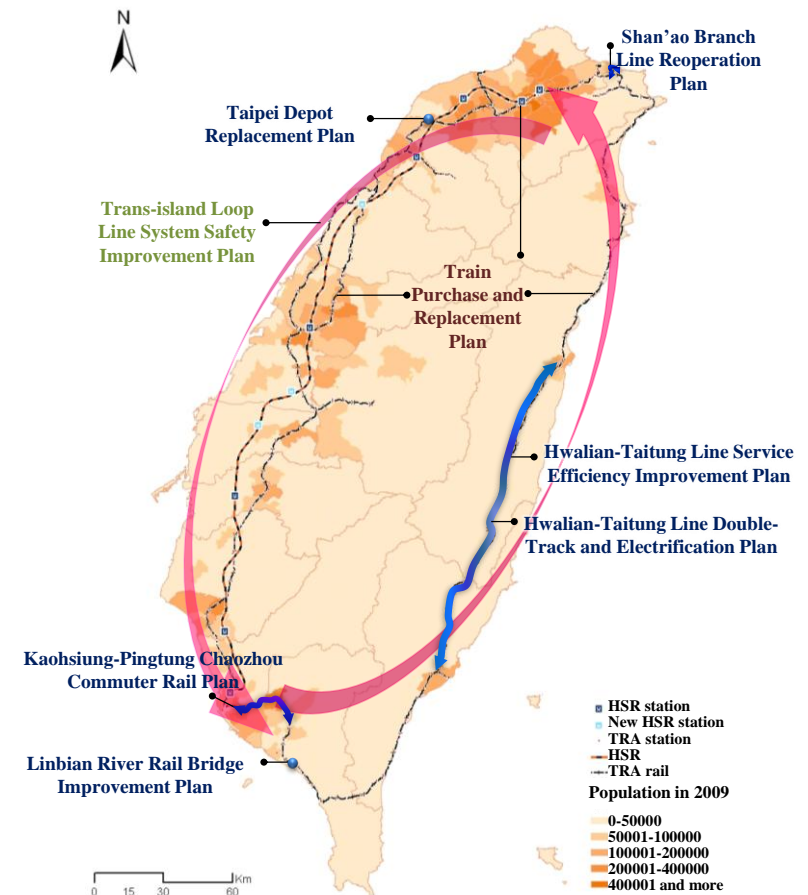 N
Shan’ao Branch
Line Reoperation
Plan
Taipei Depot
Replacement Plan
Trans-island Loop
Line System Safety
Improvement Plan
Train
Purchase and
Replacement
Plan
Hwalian-Taitung Line Service
Efficiency Improvement Plan
Hwalian-Taitung Line Double-
Track and Electrification Plan
Kaohsiung-Pingtung Chaozhou
Commuter Rail Plan
Linbian River Rail Bridge
Improvement Plan
HSR station
New HSR station
TRA station
HSR
TRA rail
Population in 2009
0-50000
50001-100000
100001-200000
200001-400000
400001 and more
Km
0 15 30 60